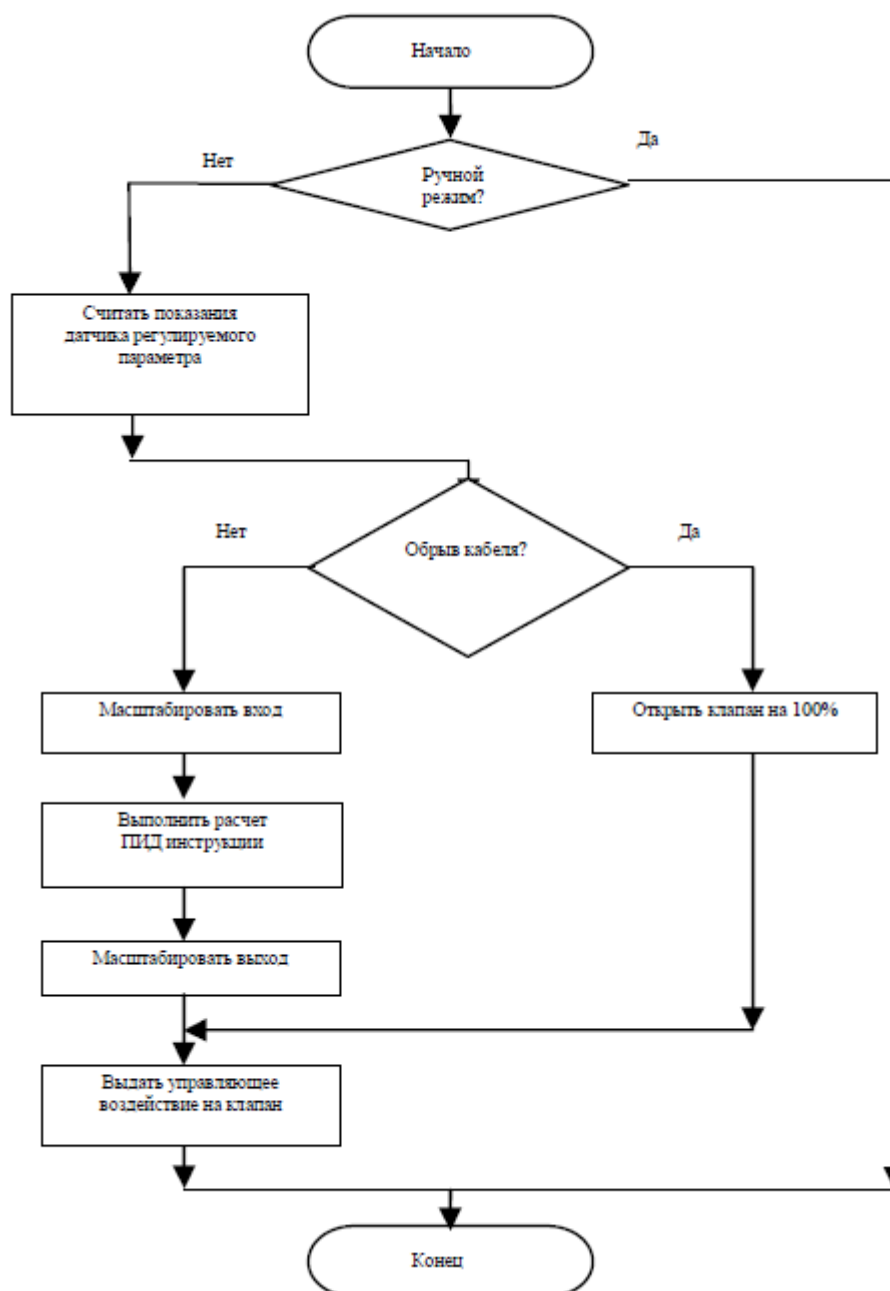 Начало
Да
Нет
Ручной
режим?
Считать показания
датчика регулируемого
параметра
Нет
Обрыв кабеля?
Да
Масштабировать вход
Открыть клапан на 100%
Выполнить расчет
ПИД инструкции
Масштабировать выход
Выдать управляющее
воздействие на клапан
Конец